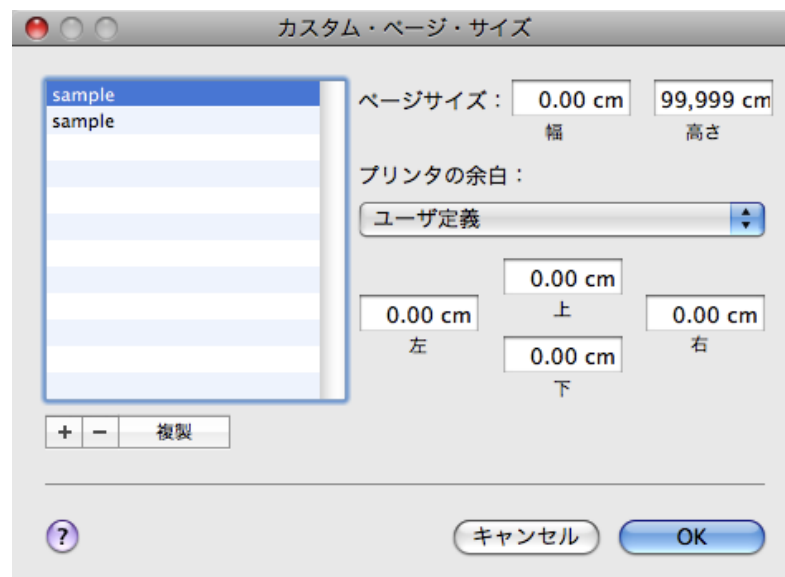 カスタム・ページ・サイズ
sample
sample
ページサイズ： 0.00 cm 99,999 cm
幅 高さ
プリンタの余白：
ユーザ定義
0.00 cm
上
0.00 cm 0.00 cm
左 右
0.00 cm
下
+ − 複製
? キャンセル OK